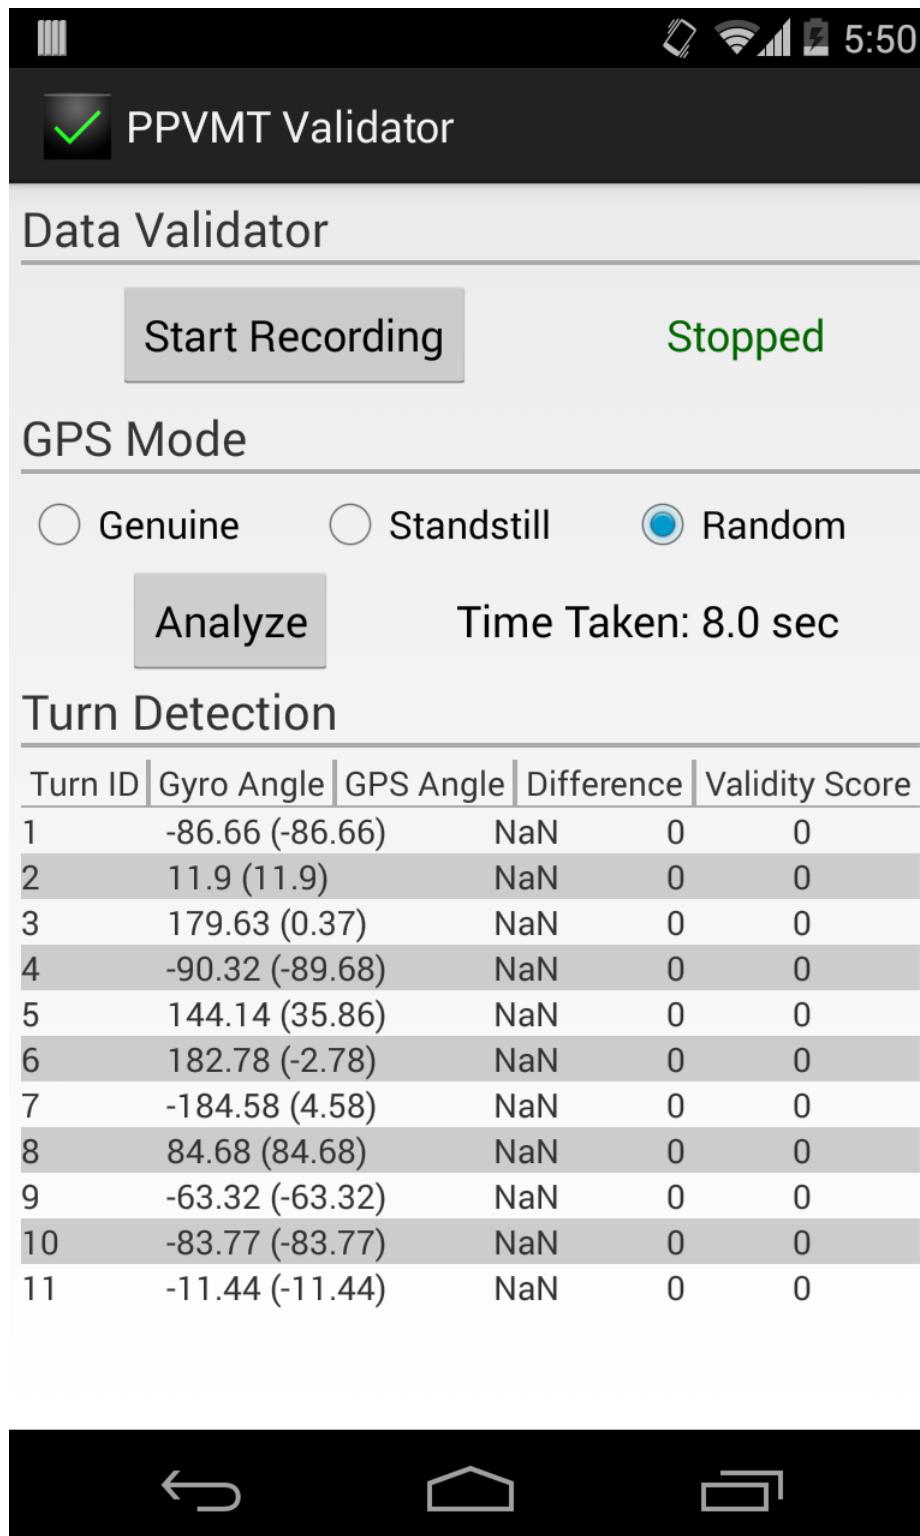 5:50
PPVMT Validator
Data Validator
Start Recording Stopped
GPS Mode
Genuine Standstill Random
Analyze Time Taken: 8.0 sec
Turn Detection
Turn ID Gyro Angle GPS Angle Difference Validity Score
1 -86.66 (-86.66) NaN 0 0
2 11.9 (11.9) NaN 0 0
3 179.63 (0.37) NaN 0 0
4 -90.32 (-89.68) NaN 0 0
5 144.14 (35.86) NaN 0 0
6 182.78 (-2.78) NaN 0 0
7 -184.58 (4.58) NaN 0 0
8 84.68 (84.68) NaN 0 0
9 -63.32 (-63.32) NaN 0 0
10 -83.77 (-83.77) NaN 0 0
11 -11.44 (-11.44) NaN 0 0